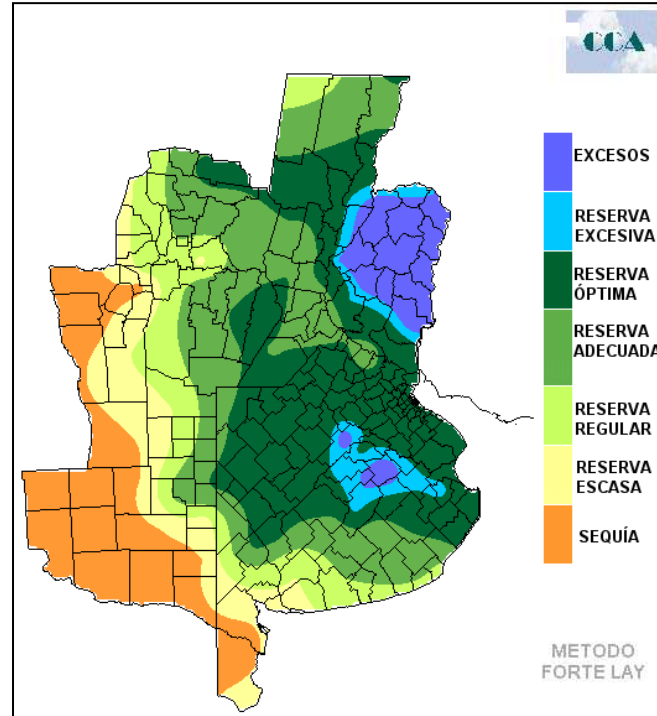 CCA
EXCESOS
RESERVA
EXCESIVA
RESERVA
ÓPTIMA
RESERVA
ADECUADA
RESERVA
REGULAR
RESERVA
ESCASA
SEQUÍA
METODO
FORTE LAY